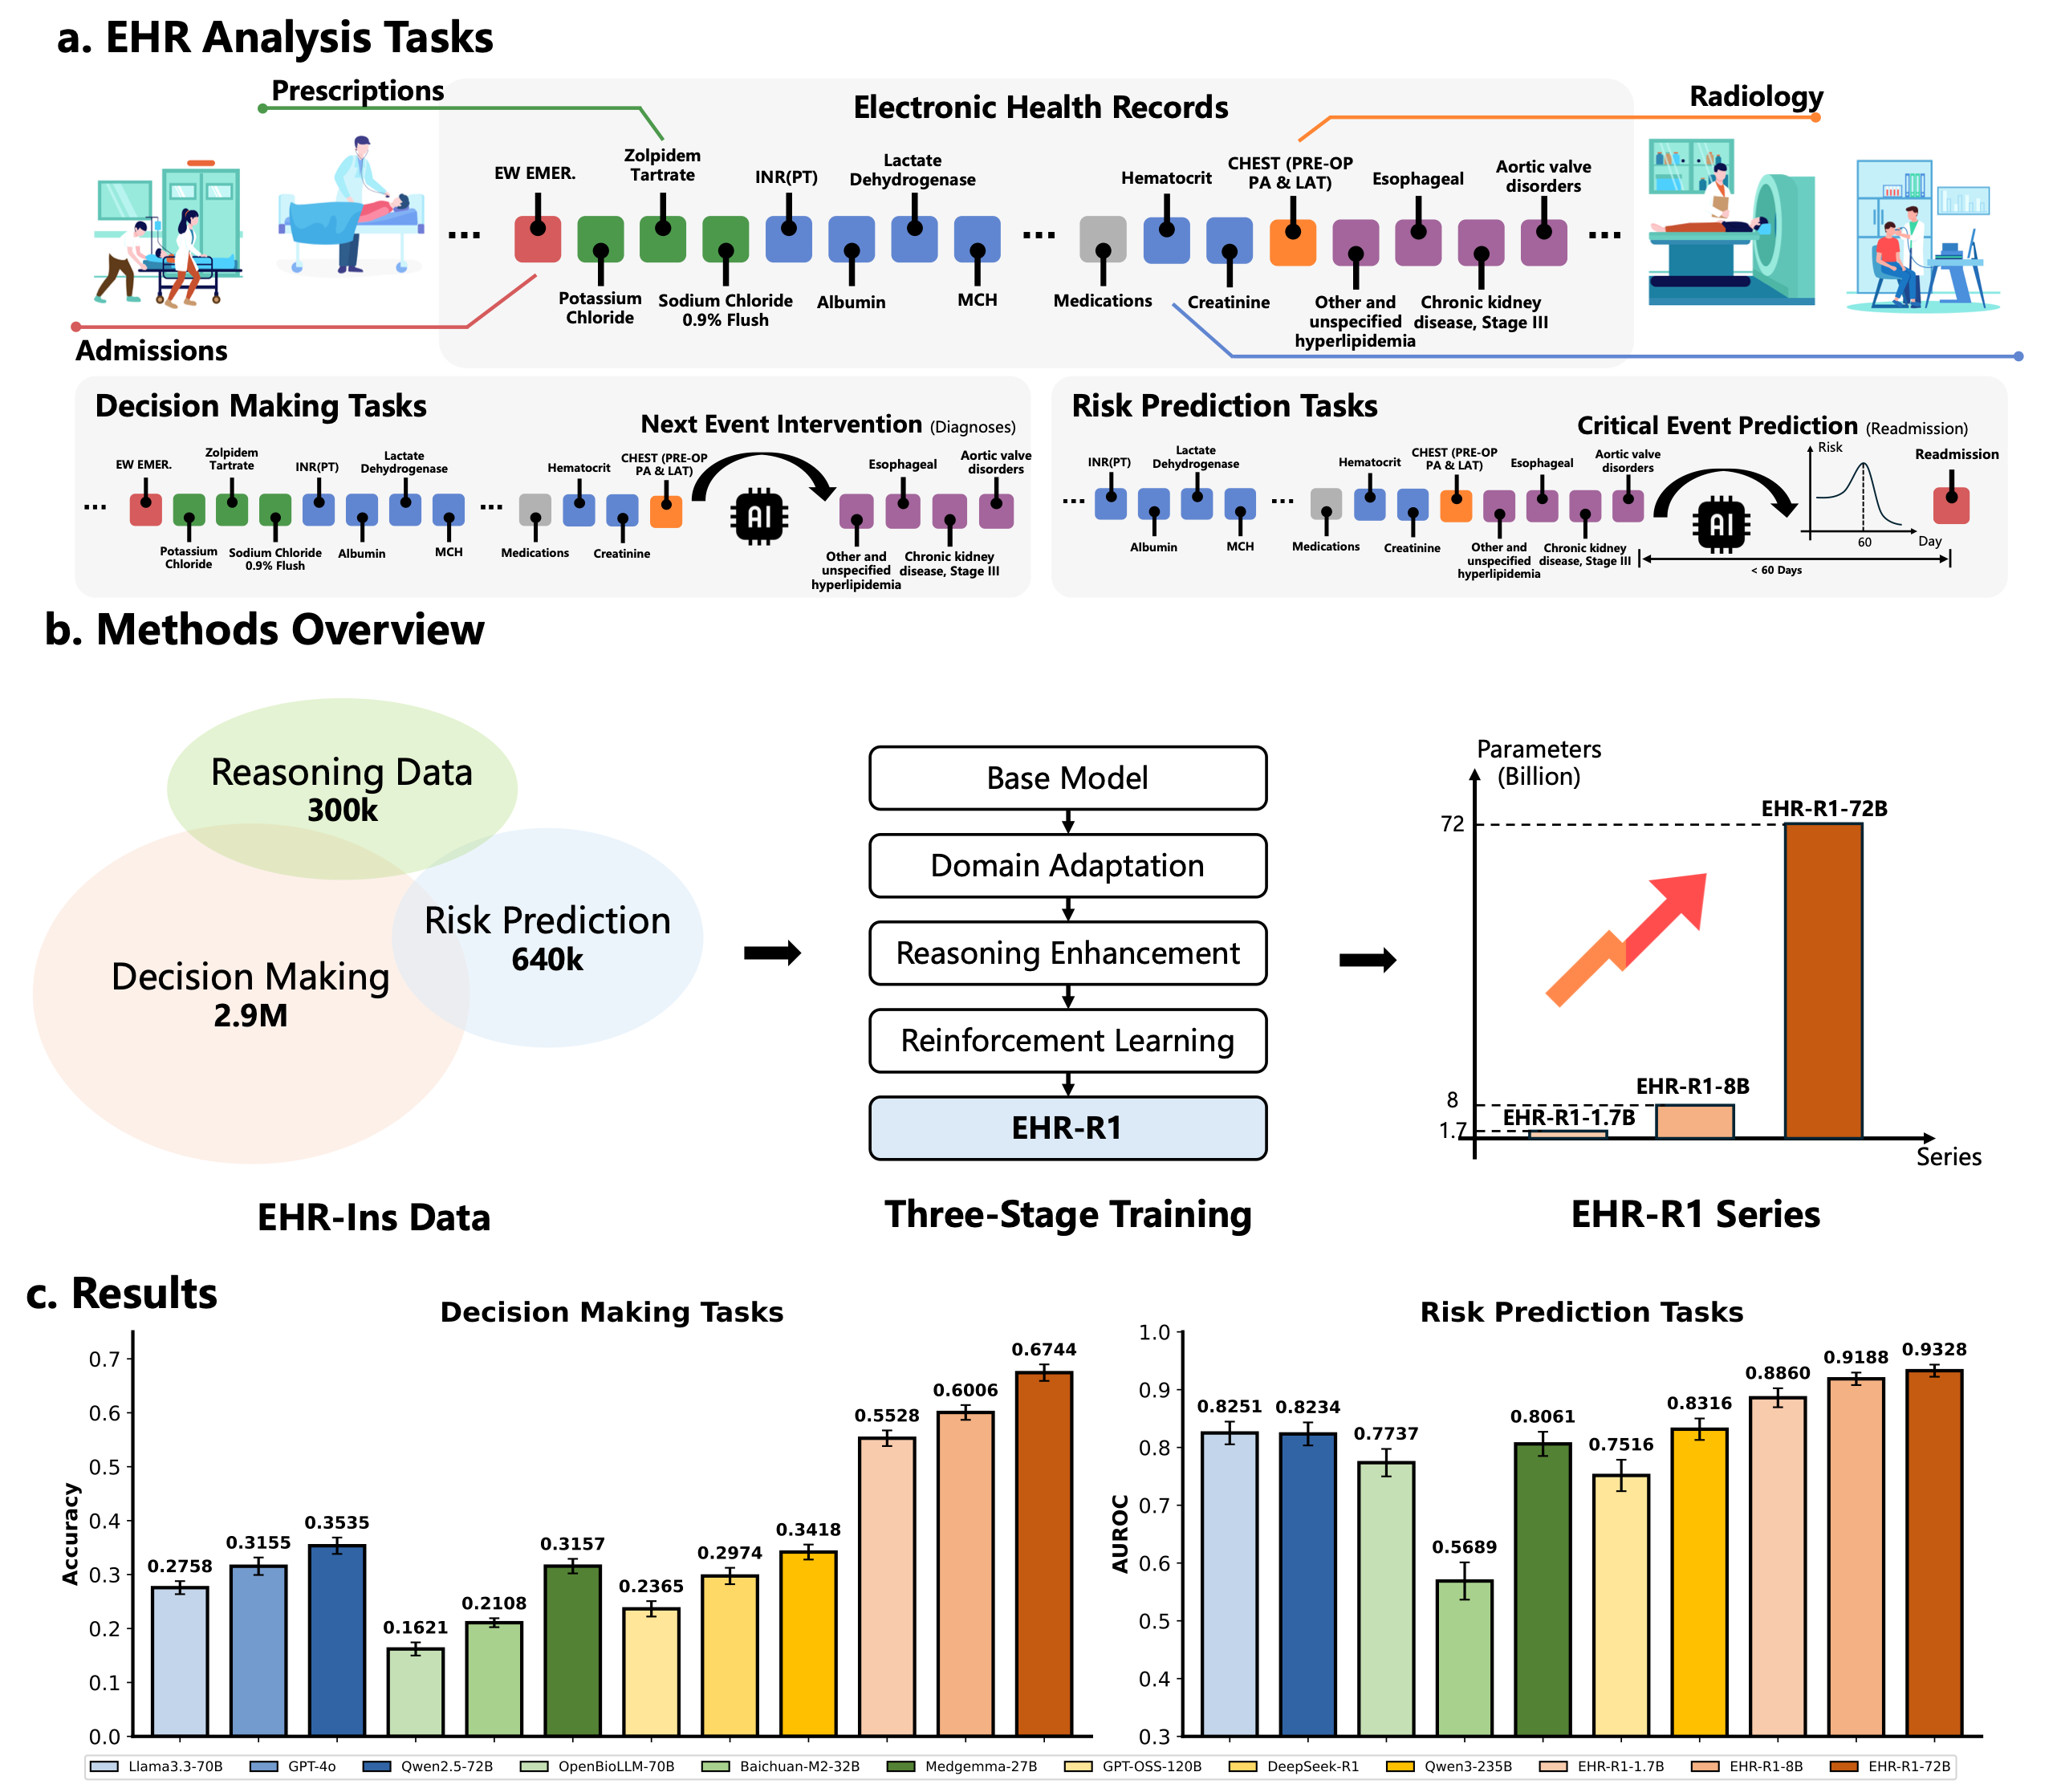 a. EHR Analysis Tasks
Prescriptions
Electronic Health Records
Radiology
EW EMER.
Zolpidem
Tartrate
INR(PT)
Lactate
Dehydrogenase
Hematocrit
CHEST (PRE-OP
PA & LAT)
Esophageal
Aortic valve
disorders
...
...
...
Potassium
Chloride
Sodium Chloride
0.9% Flush
Albumin
MCH
Medications
Creatinine
Other and
unspecified
hyperlipidemia
Chronic kidney
disease, Stage III
Admissions
Decision Making Tasks
Next Event Intervention (Diagnoses)
EW EMER.
Zolpidem
Tartrate
INR(PT)
Lactate
Dehydrogenase
Hematocrit
CHEST (PRE-OP
PA & LAT)
Esophageal
Aortic valve
disorders
...
...
AI
Potassium
Chloride
Sodium Chloride
0.9% Flush
Albumin
MCH
Medications
Creatinine
Other and
unspecified
hyperlipidemia
Chronic kidney
disease, Stage III
Risk Prediction Tasks
Critical Event Prediction (Readmission)
INR(PT)
Lactate
Dehydrogenase
Hematocrit
CHEST (PRE-OP
PA & LAT)
Esophageal
Aortic valve
disorders
Risk
Readmission
...
...
AI
Albumin
MCH
Medications
Creatinine
Other and
unspecified
hyperlipidemia
Chronic kidney
disease, Stage III
60
Day
< 60 Days
b. Methods Overview
Reasoning Data
300k
Risk Prediction
640k
Decision Making
2.9M
EHR-Ins Data
Base Model
Domain Adaptation
Reasoning Enhancement
Reinforcement Learning
EHR-R1
Three-Stage Training
Parameters
(Billion)
EHR-R1-72B
72
EHR-R1-8B
8
EHR-R1-1.7B
1.7
Series
EHR-R1 Series
c. Results
Decision Making Tasks
Accuracy
0.7
0.6
0.5
0.4
0.3
0.2
0.1
0.0
0.2758
0.3155
0.3535
0.1621
0.2108
0.3157
0.2365
0.2974
0.3418
0.5528
0.6006
0.6744
Risk Prediction Tasks
AUROC
1.0
0.9
0.8
0.7
0.6
0.5
0.4
0.3
0.8251
0.8234
0.7737
0.5689
0.8061
0.7516
0.8316
0.8860
0.9188
0.9328
Llama3.3-70B
GPT-4o
Qwen2.5-72B
OpenBioLLM-70B
Baichuan-M2-32B
Medgemma-27B
GPT-OSS-120B
DeepSeek-R1
Qwen3-235B
EHR-R1-1.7B
EHR-R1-8B
EHR-R1-72B